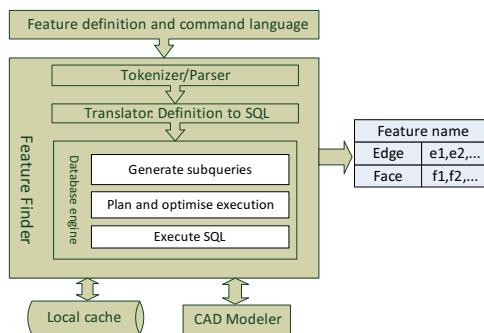 Feature definition and command language
Feature Finder
Tokenizer/Parser
Translator: Definition to SQL
Database engine
Generate subqueries
Plan and optimise execution
Execute SQL
Feature name
Edge e1,e2,...
Face f1,f2,...
Local cache
CAD Modeler